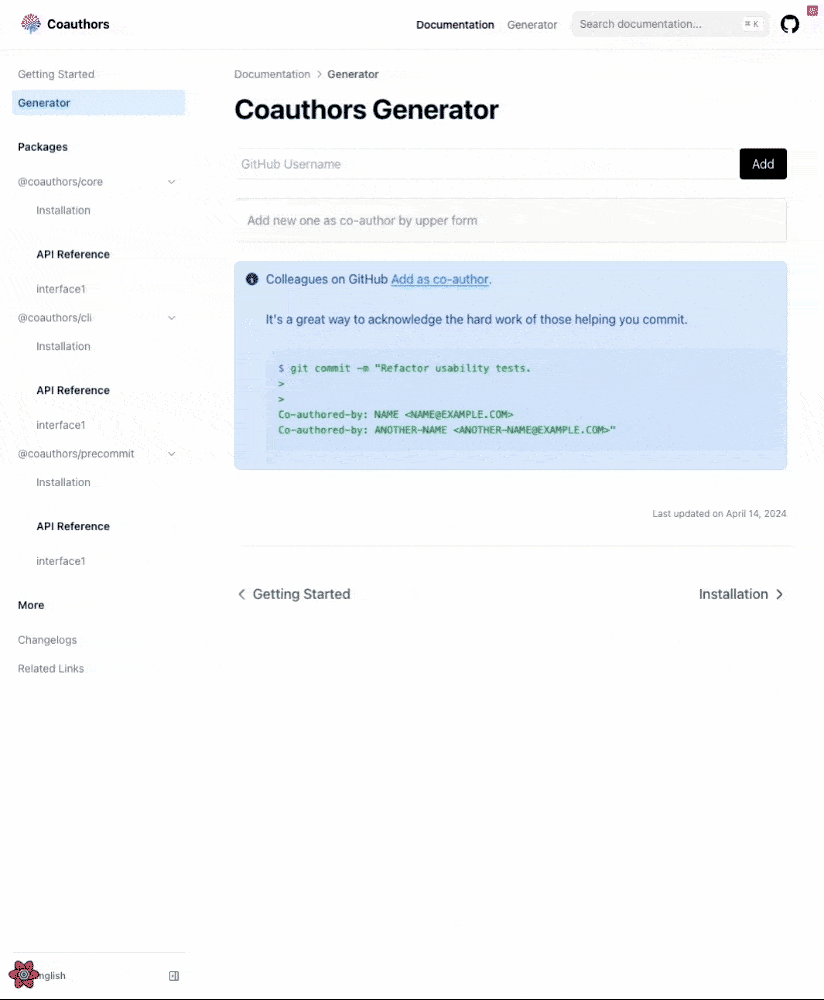 Coauthors
Documentation
Generator
Search documentation...
⌘ K
Getting Started
Generator
Packages
@coauthors/core
Installation
API Reference
interface1
@coauthors/cli
Installation
API Reference
interface1
@coauthors/precommit
Installation
API Reference
interface1
More
Changelogs
Related Links
nglish
Documentation > Generator
Coauthors Generator
GitHub Username
Add
Add new one as co-author by upper form
Colleagues on GitHub Add as co-author.
It's a great way to acknowledge the hard work of those helping you commit.
$ git commit -m "Refactor usability tests.
>
>
Co-authored-by: NAME <NAME@EXAMPLE.COM>
Co-authored-by: ANOTHER-NAME <ANOTHER-NAME@EXAMPLE.COM>"
Last updated on April 14, 2024
Getting Started
Installation